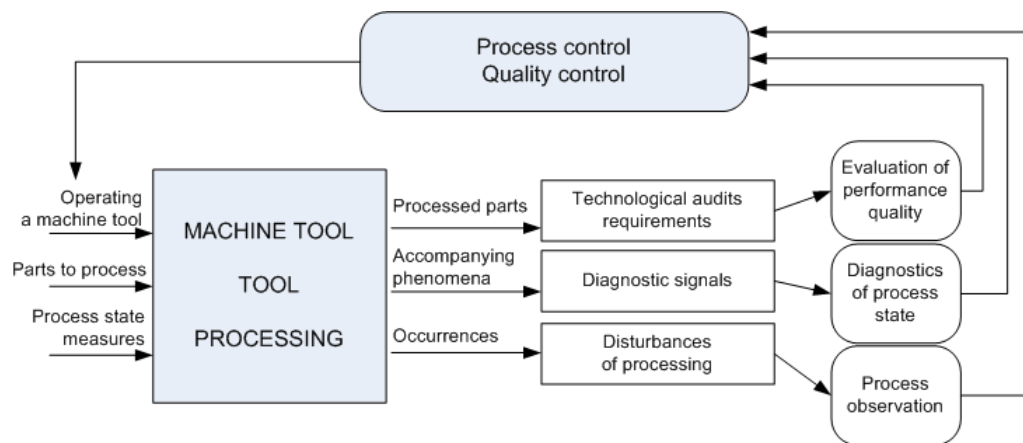 Process control
Quality control
Operating
a machine tool
Parts to process
Process state
measures
MACHINE TOOL
TOOL
PROCESSING
Processed parts
Accompanying
phenomena
Occurrences
Technological audits
requirements
Diagnostic signals
Disturbances
of processing
Evaluation of
performance
quality
Diagnostics
of process
state
Process
observation